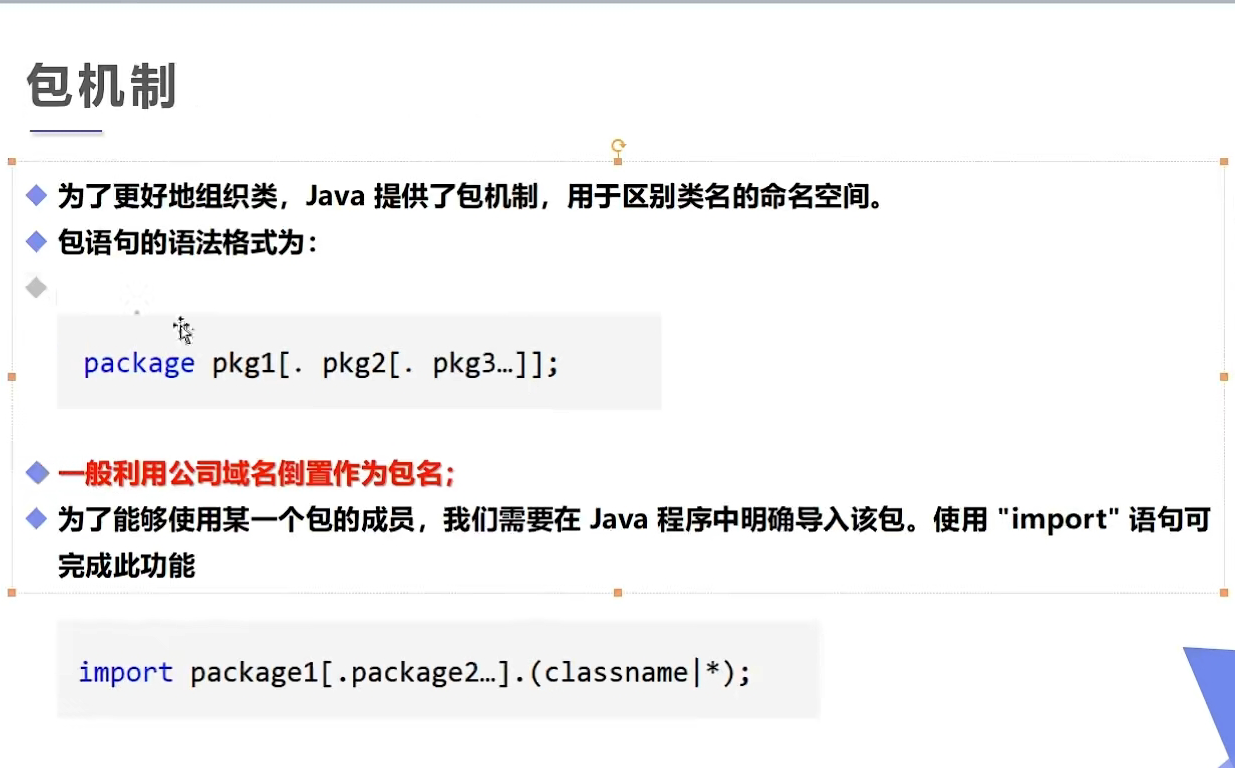 包机制
为了更好地组织类，Java 提供了包机制，用于区别类名的命名空间。
包语句的语法格式为：
package pkg1[. pkg2[. pkg3…]];
一般利用公司域名倒置作为包名；
为了能够使用某一个包的成员，我们需要在 Java 程序中明确导入该包。使用 "import" 语句可
完成此功能
import package1[.package2…].(classname|*);